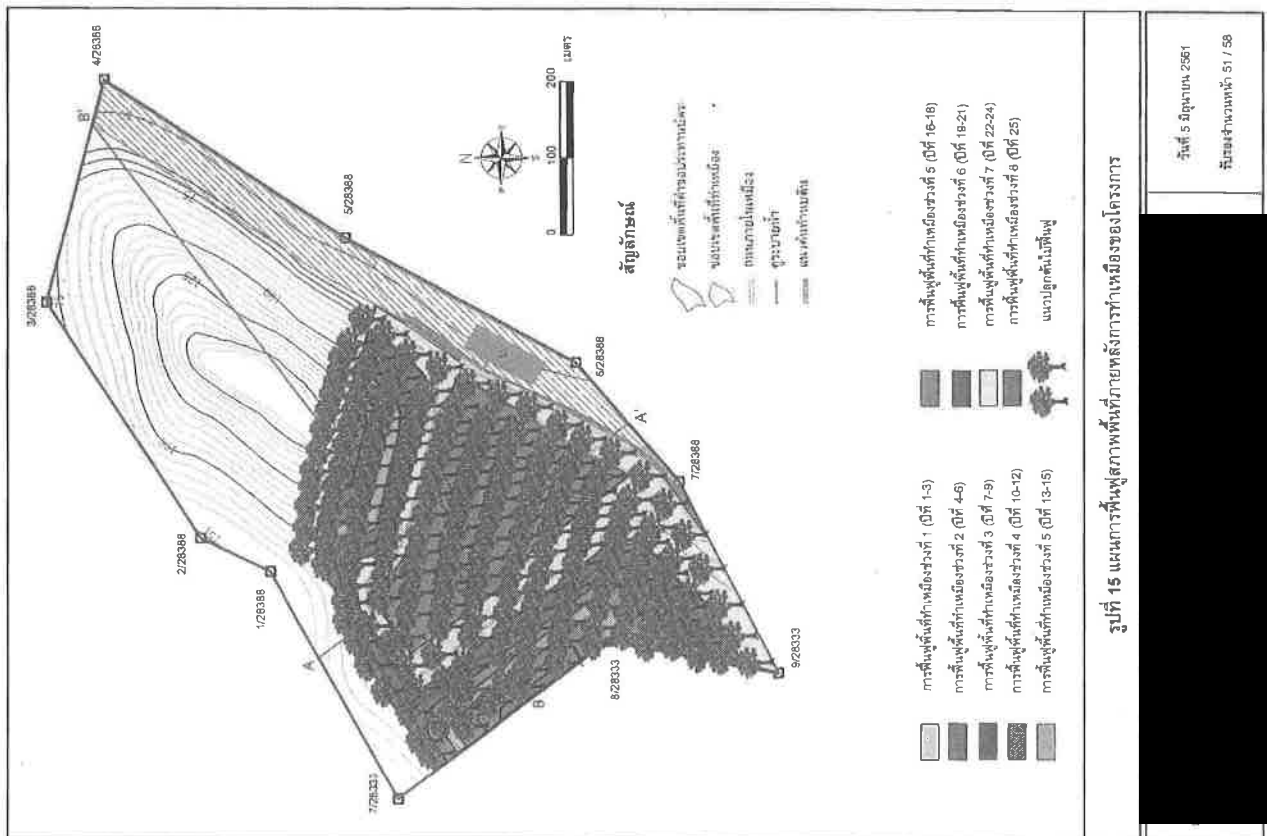 4/28388
B'
3/28388
5/28388
2/28388
1/28388
6/28388
A'
7/28388
A
B
8/28333
9/28333
7/28333
N
0 100 200
เมตร
สัญลักษณ์
ขอบเขตพื้นที่คำขอประทานบัตร
ขอบเขตพื้นที่ทำเหมือง
ถนนภายในเหมือง
คูระบายน้ำ
แนวคันทำนบดิน
การฟื้นฟูพื้นที่ทำเหมืองช่วงที่ 1 (ปีที่ 1-3)
การฟื้นฟูพื้นที่ทำเหมืองช่วงที่ 2 (ปีที่ 4-6)
การฟื้นฟูพื้นที่ทำเหมืองช่วงที่ 3 (ปีที่ 7-9)
การฟื้นฟูพื้นที่ทำเหมืองช่วงที่ 4 (ปีที่ 10-12)
การฟื้นฟูพื้นที่ทำเหมืองช่วงที่ 5 (ปีที่ 13-15)
การฟื้นฟูพื้นที่ทำเหมืองช่วงที่ 5 (ปีที่ 16-18)
การฟื้นฟูพื้นที่ทำเหมืองช่วงที่ 6 (ปีที่ 19-21)
การฟื้นฟูพื้นที่ทำเหมืองช่วงที่ 7 (ปีที่ 22-24)
การฟื้นฟูพื้นที่ทำเหมืองช่วงที่ 8 (ปีที่ 25)
แนวปลูกต้นไม้ฟื้นฟู
รูปที่ 15 แผนการฟื้นฟูสภาพพื้นที่ภายหลังการทำเหมืองของโครงการ
วันที่ 5 มิถุนายน 2561
รับรองจำนวนหน้า 51 / 58